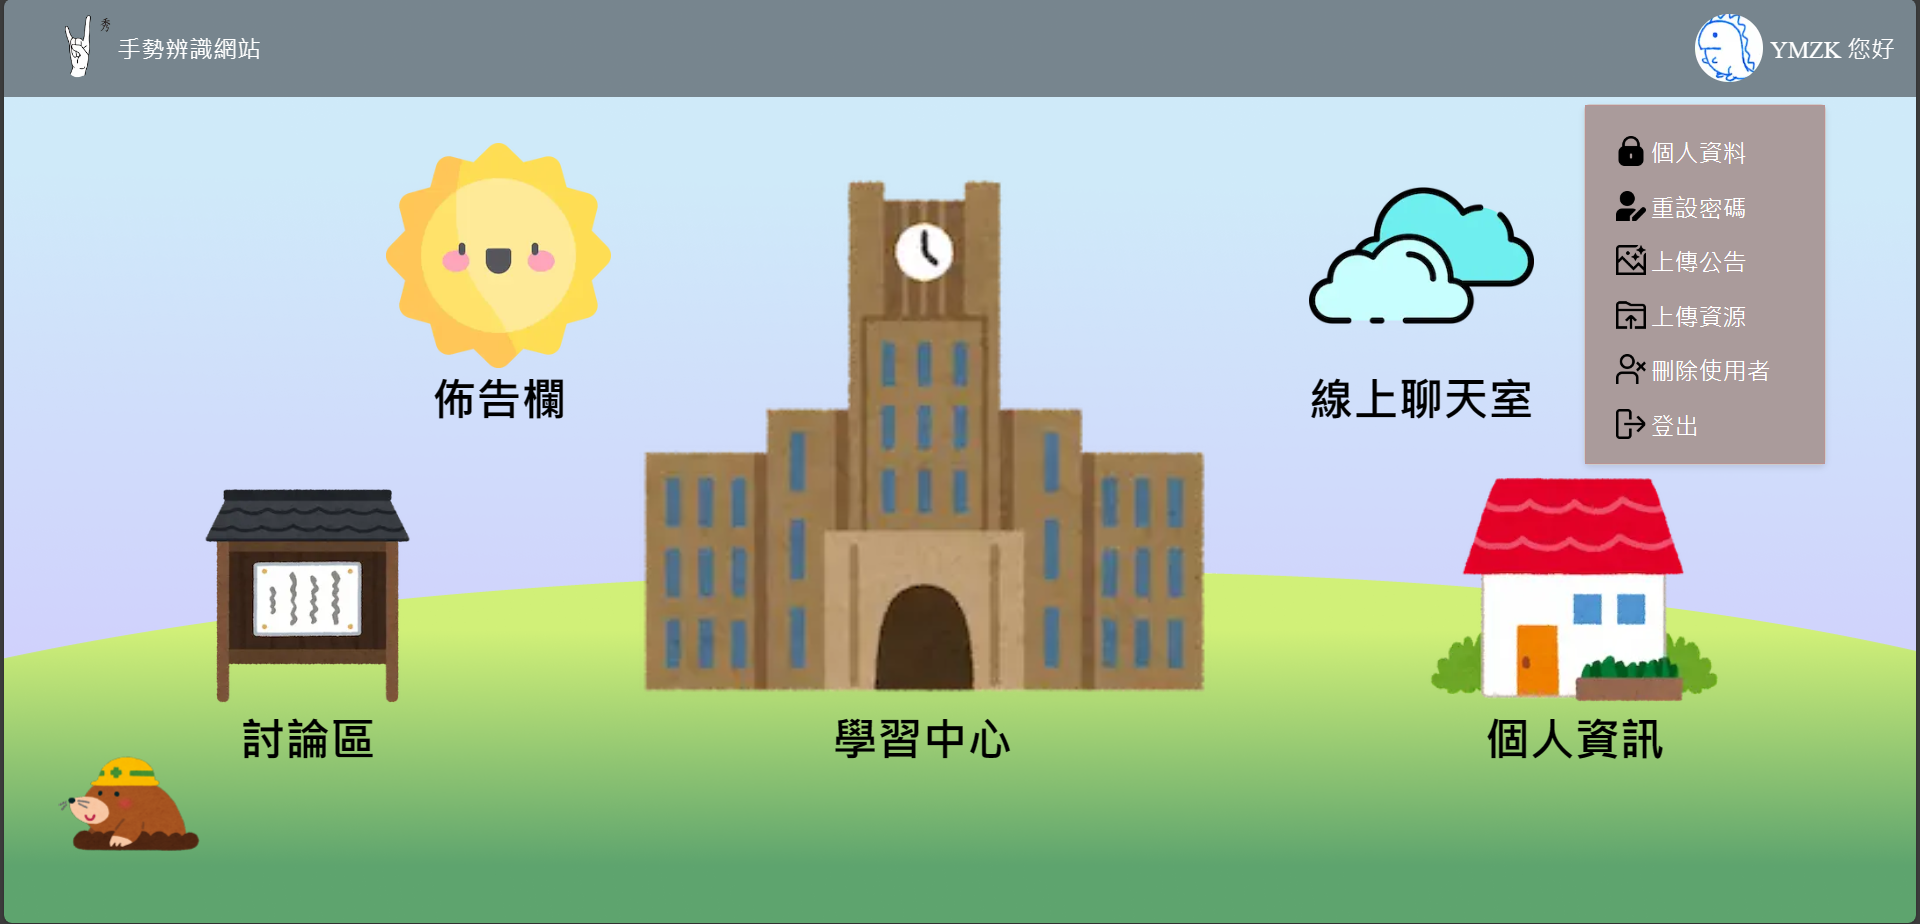 秀
手勢辨識網站
YMZK 您好
個人資料
重設密碼
上傳公告
上傳資源
刪除使用者
登出
佈告欄
線上聊天室
討論區
學習中心
個人資訊